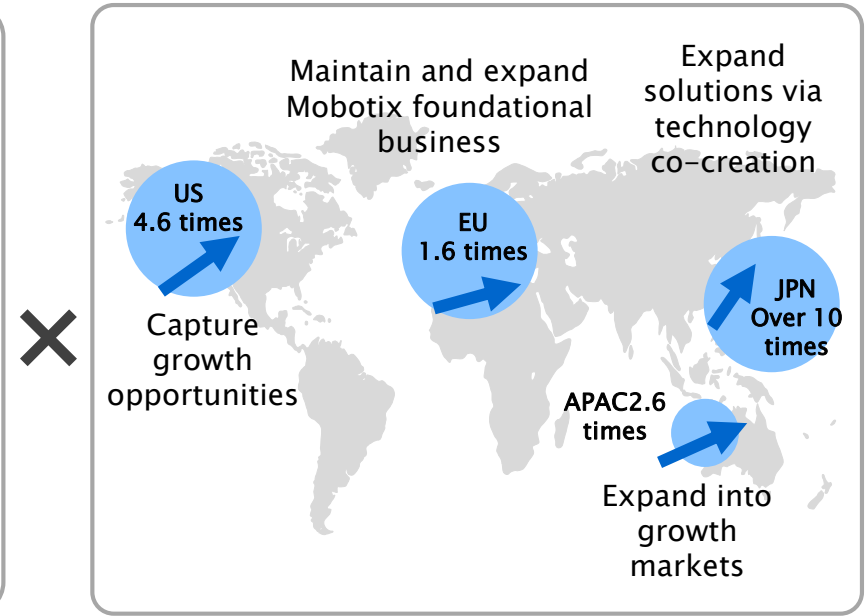 Maintain and expand
Mobotix foundational
business
Expand
solutions via
technology
co-creation
US
4.6 times
EU
1.6 times
JPN
Over 10
times
Capture
growth
opportunities
APAC2.6
times
Expand into
growth
markets